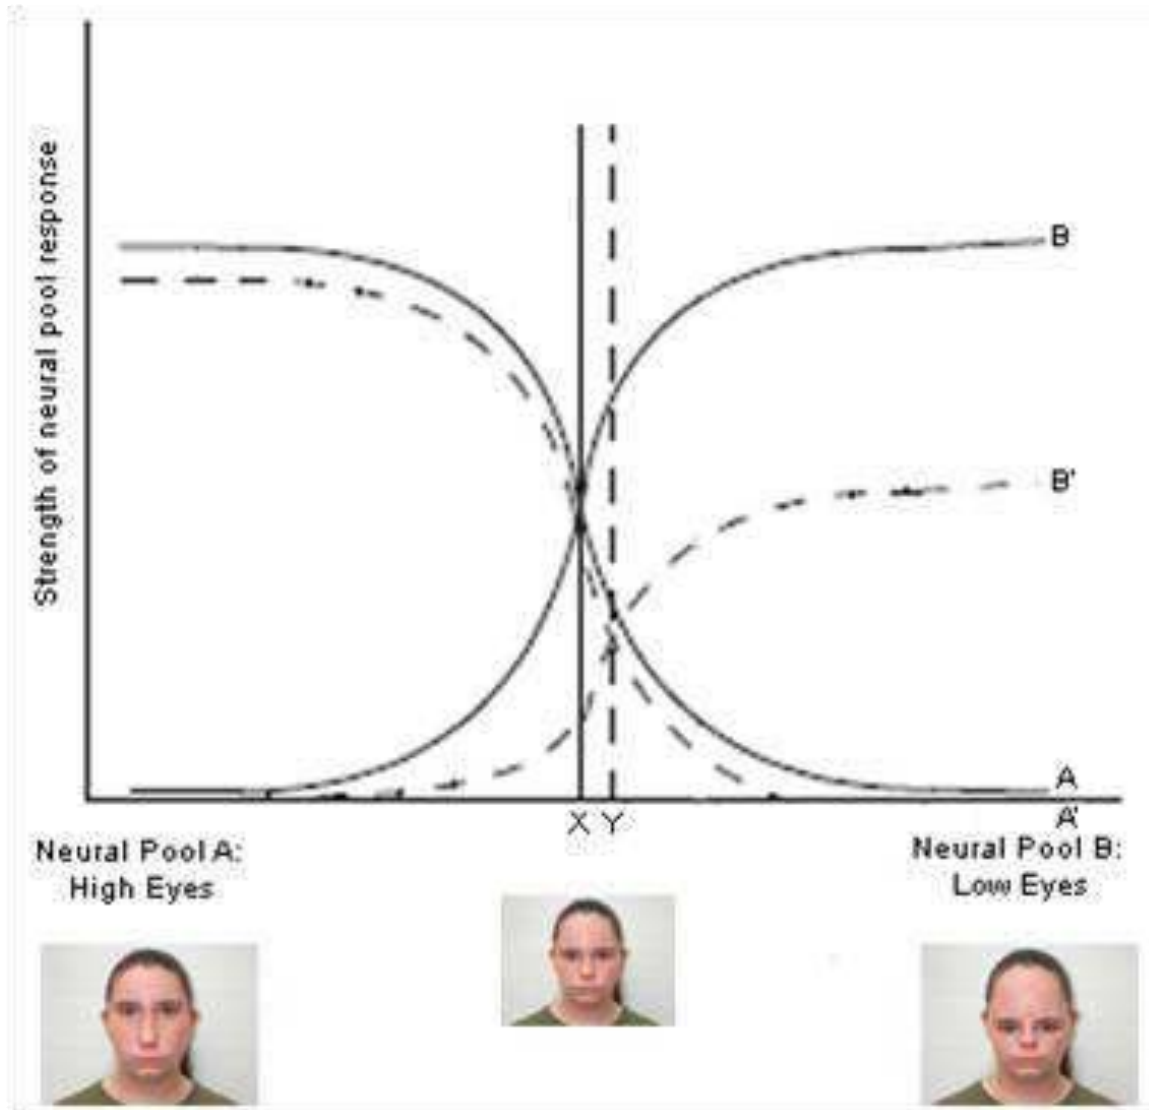 Strength of neural pool response
B
B'
A
A'
X Y
Neural Pool A:
High Eyes
Neural Pool B:
Low Eyes